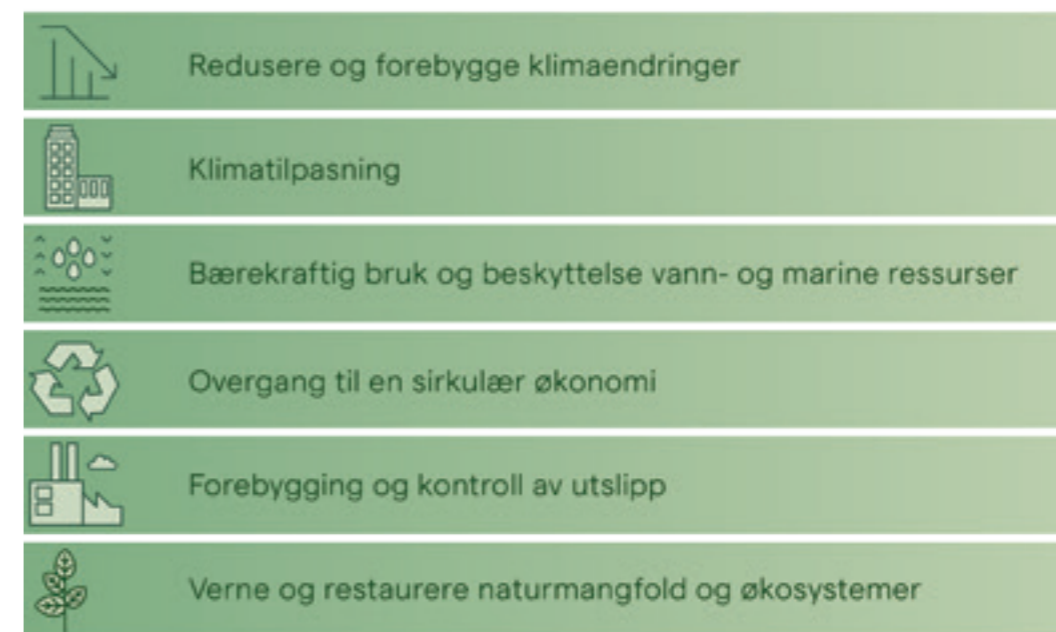 Redusere og forebygge klimaendringer
Klimatilpasning
Bærekraftig bruk og beskyttelse vann- og marine ressurser
Overgang til en sirkulær økonomi
Forebygging og kontroll av utslipp
Verne og restaurere naturmangfold og økosystemer